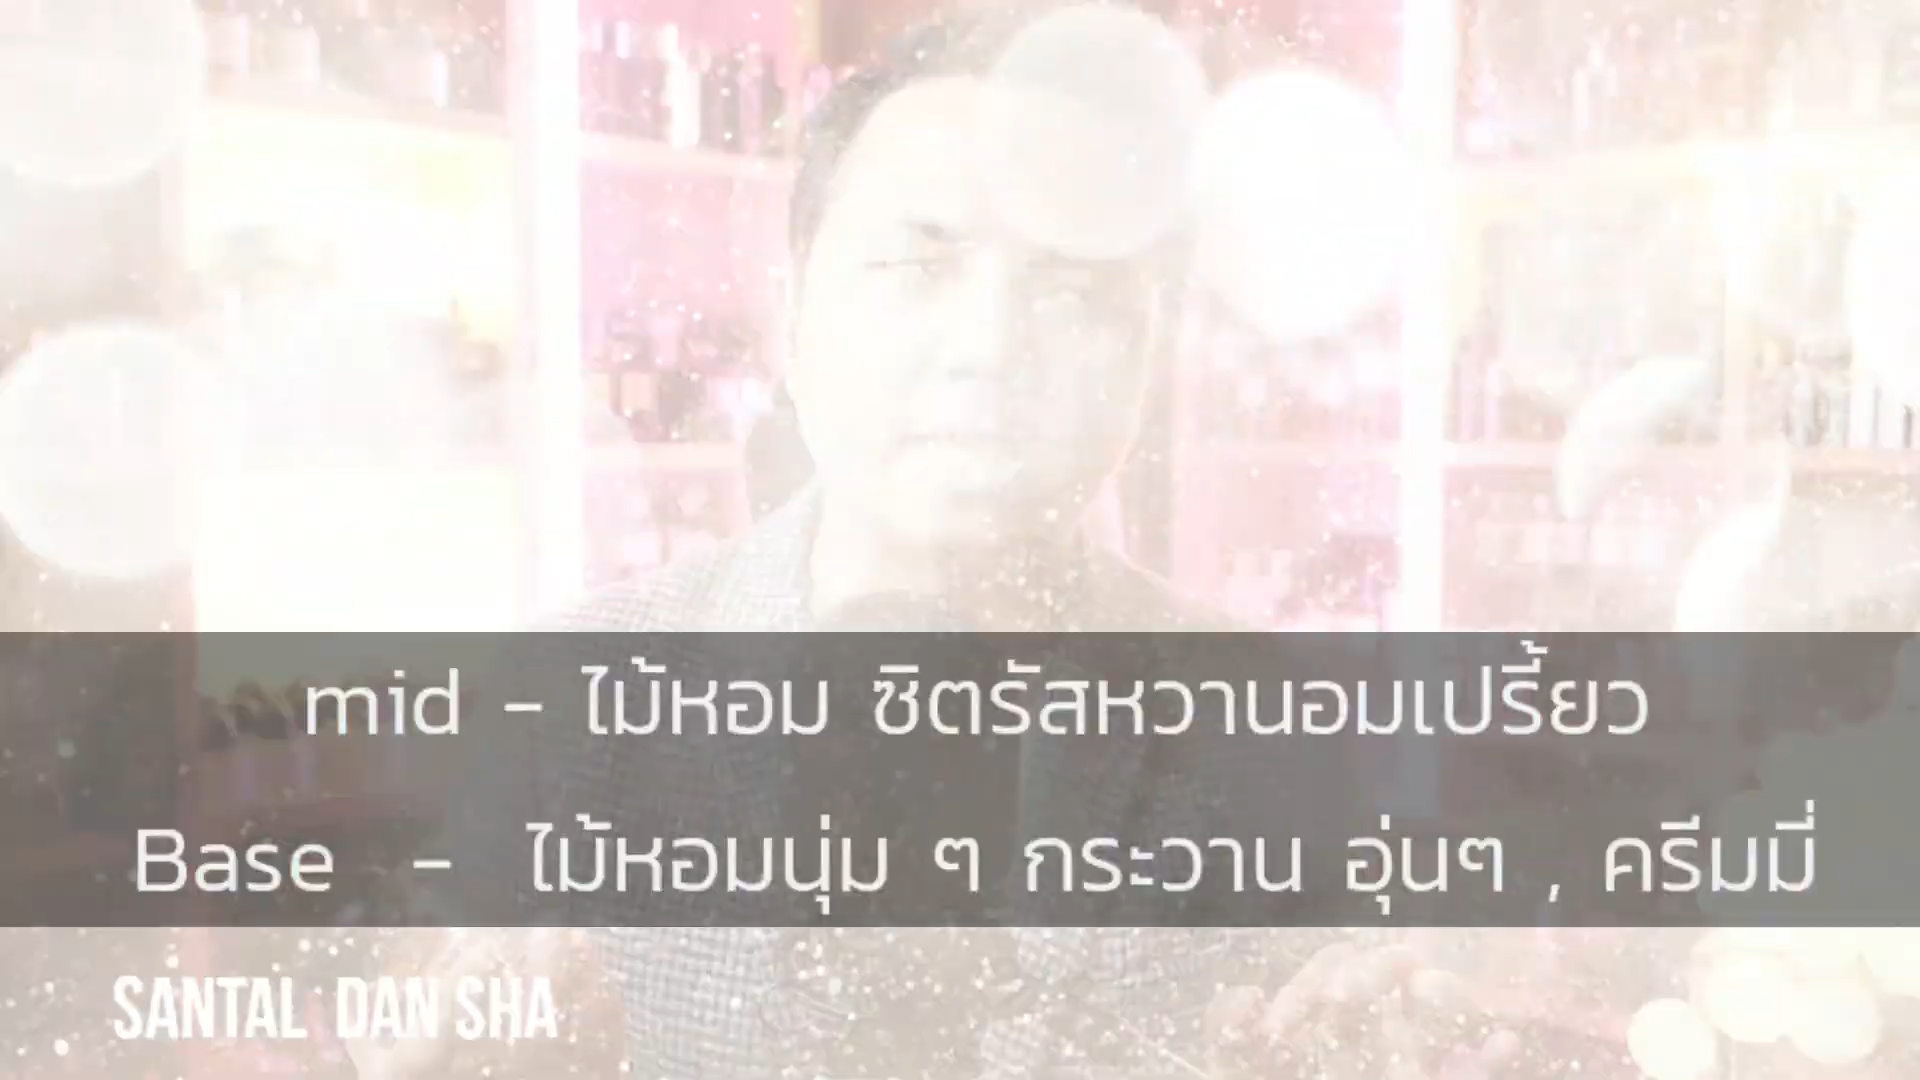 mid - ไม้หอม ซิตรัสหวานอมเปรี้ยว
Base - ไม้หอมนุ่ม ๆ กระวาน อุ่นๆ , ครีมมี่
SANTAL DAN SHA